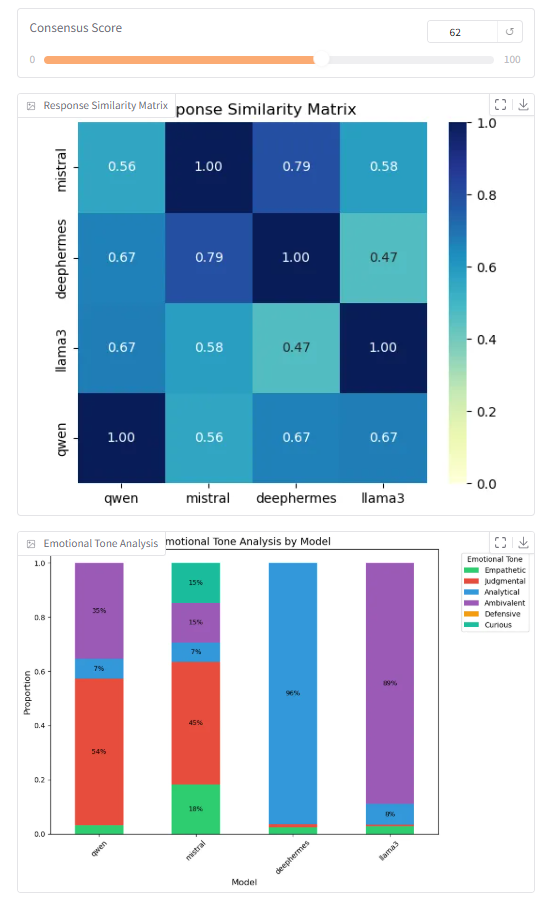 Consensus Score
62 ↺
0 100
Response Similarity Matrix
ponse Similarity Matrix
mistral 0.56 1.00 0.79 0.58
deephermes 0.67 0.79 1.00 0.47
llama3 0.67 0.58 0.47 1.00
qwen 1.00 0.56 0.67 0.67
qwen mistral deephermes llama3
1.0
0.8
0.6
0.4
0.2
0.0
Emotional Tone Analysis
motional Tone Analysis by Model
Emotional Tone
Empathetic
Judgmental
Analytical
Ambivalent
Defensive
Curious
Proportion
1.0
0.8
0.6
0.4
0.2
0.0
35%
7%
54%
15%
15%
7%
45%
18%
96%
89%
8%
qwen mistral deephermes llama3
Model